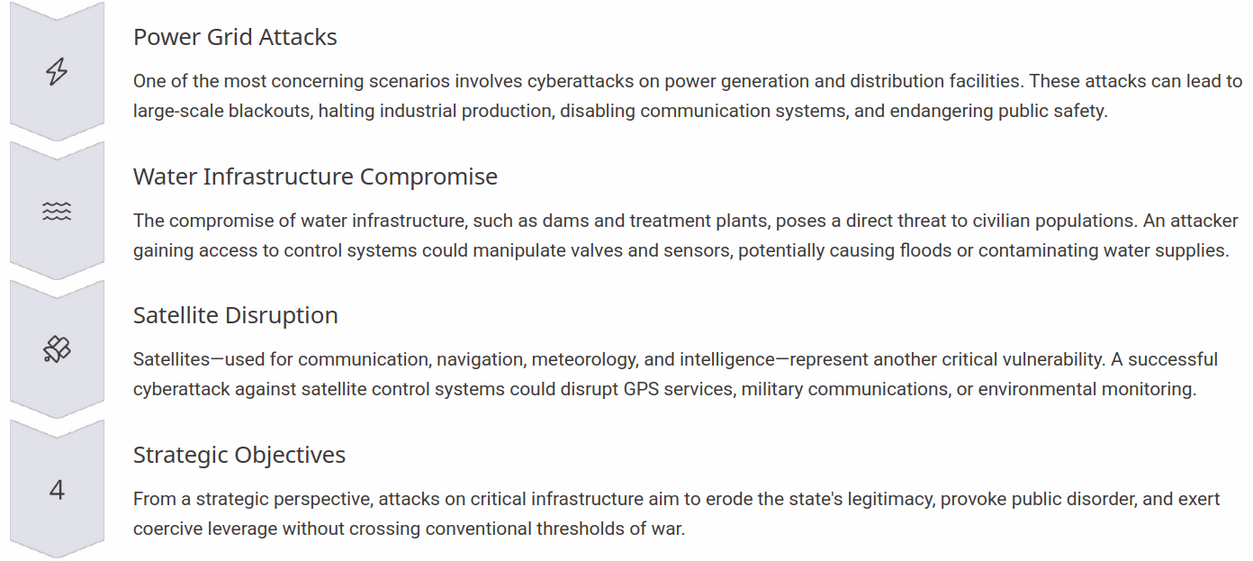 Power Grid Attacks
One of the most concerning scenarios involves cyberattacks on power generation and distribution facilities. These attacks can lead to
large-scale blackouts, halting industrial production, disabling communication systems, and endangering public safety.
Water Infrastructure Compromise
The compromise of water infrastructure, such as dams and treatment plants, poses a direct threat to civilian populations. An attacker
gaining access to control systems could manipulate valves and sensors, potentially causing floods or contaminating water supplies.
Satellite Disruption
Satellites—used for communication, navigation, meteorology, and intelligence—represent another critical vulnerability. A successful
cyberattack against satellite control systems could disrupt GPS services, military communications, or environmental monitoring.
4
Strategic Objectives
From a strategic perspective, attacks on critical infrastructure aim to erode the state's legitimacy, provoke public disorder, and exert
coercive leverage without crossing conventional thresholds of war.